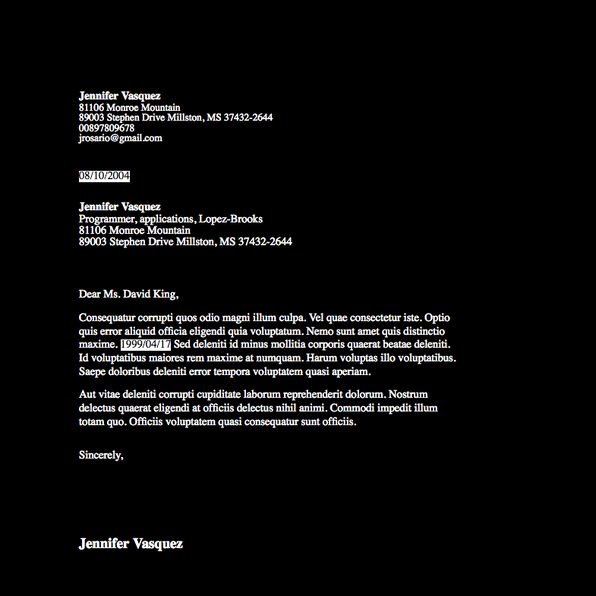 Jennifer Vasquez
81106 Monroe Mountain
89003 Stephen Drive Millston, MS 37432-2644
00897809678
jrosario@gmail.com
08/10/2004
Jennifer Vasquez
Programmer, applications, Lopez-Brooks
81106 Monroe Mountain
89003 Stephen Drive Millston, MS 37432-2644
Dear Ms. David King,
Consequatur corrupti quos odio magni illum culpa. Vel quae consectetur iste. Optio
quis error aliquid officia eligendi quia voluptatum. Nemo sunt amet quis distinctio
maxime. 1999/04/17 Sed deleniti id minus mollitia corporis quaerat beatae deleniti.
Id voluptatibus maiores rem maxime at numquam. Harum voluptas illo voluptatibus.
Saepe doloribus deleniti error tempora voluptatem quasi aperiam.
Aut vitae deleniti corrupti cupiditate laborum reprehenderit dolorum. Nostrum
delectus quaerat eligendi at officiis delectus nihil animi. Commodi impedit illum
totam quo. Officiis voluptatem quasi consequatur sunt officiis.
Sincerely,
Jennifer Vasquez